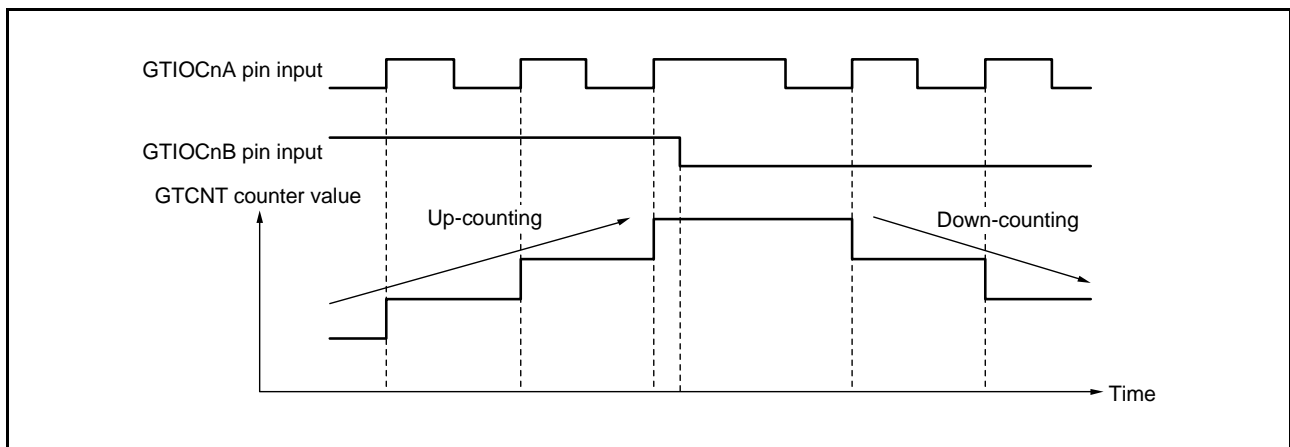 GTIOCnA pin input
GTIOCnB pin input
GTCNT counter value
Up-counting
Down-counting
Time